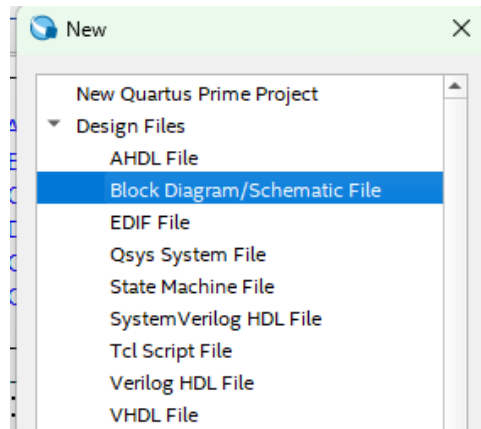 New
New Quartus Prime Project
Design Files
AHDL File
Block Diagram/Schematic File
EDIF File
Qsys System File
State Machine File
SystemVerilog HDL File
Tcl Script File
Verilog HDL File
VHDL File